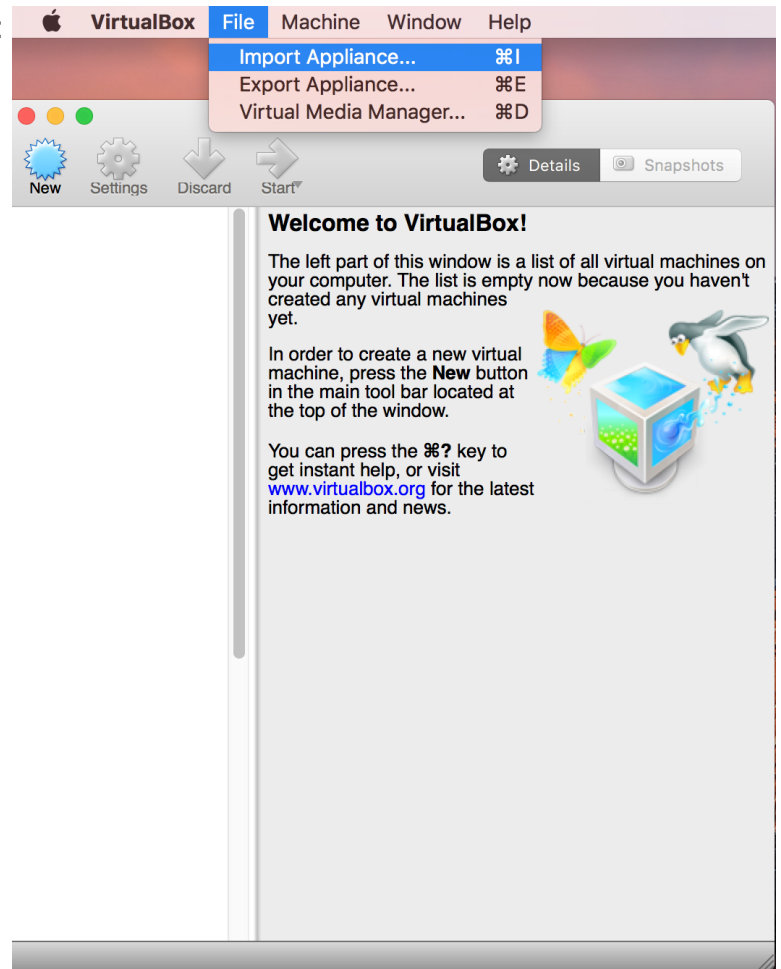 :
VirtualBox File Machine Window Help
Import Appliance... ⌘I
Export Appliance... ⌘E
Virtual Media Manager... ⌘D
New Settings Discard Start Details Snapshots
Welcome to VirtualBox!
The left part of this window is a list of all virtual machines on
your computer. The list is empty now because you haven't
created any virtual machines
yet.
In order to create a new virtual
machine, press the New button
in the main tool bar located at
the top of the window.
You can press the ⌘? key to
get instant help, or visit
www.virtualbox.org for the latest
information and news.